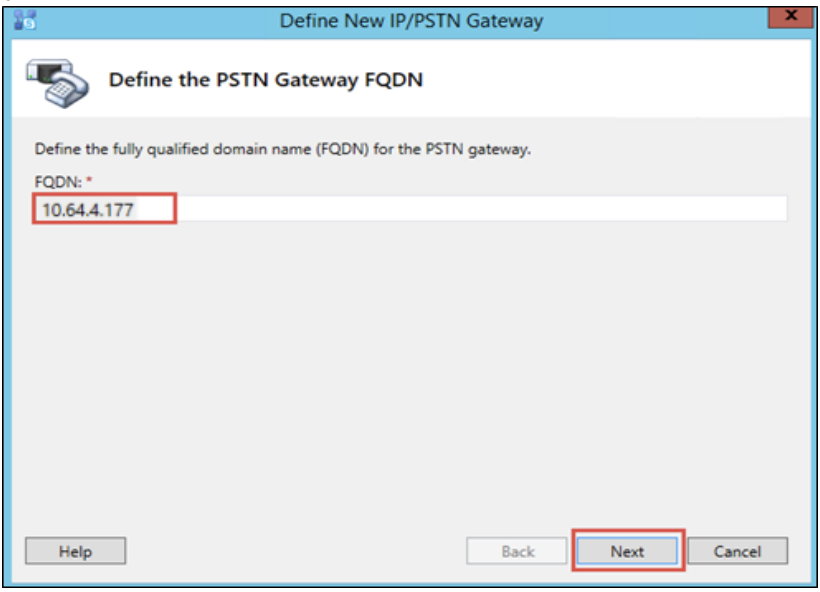 Define New IP/PSTN Gateway
x
Define the PSTN Gateway FQDN
Define the fully qualified domain name (FQDN) for the PSTN gateway.
FQDN: *
10.64.4.177
Help Back Next Cancel